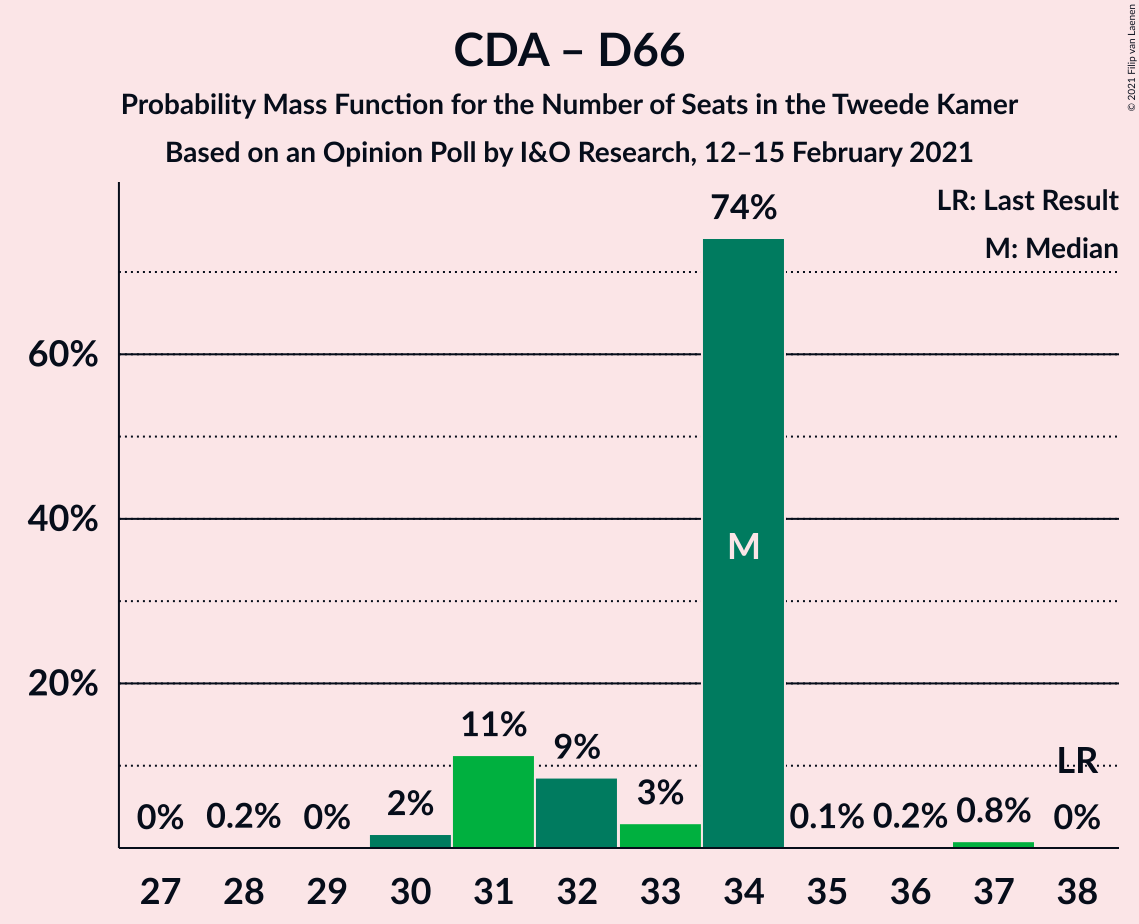 CDA – D66
Probability Mass Function for the Number of Seats in the Tweede Kamer
Based on an Opinion Poll by I&O Research, 12–15 February 2021
© 2021 Filip van Laenen
LR: Last Result
M: Median
74%
60%
40%
M
20%
11%
9%
LR
2%
3%
0%
0.2%
0%
0.1%
0.2%
0.8%
0%
27 28 29 30 31 32 33 34 35 36 37 38